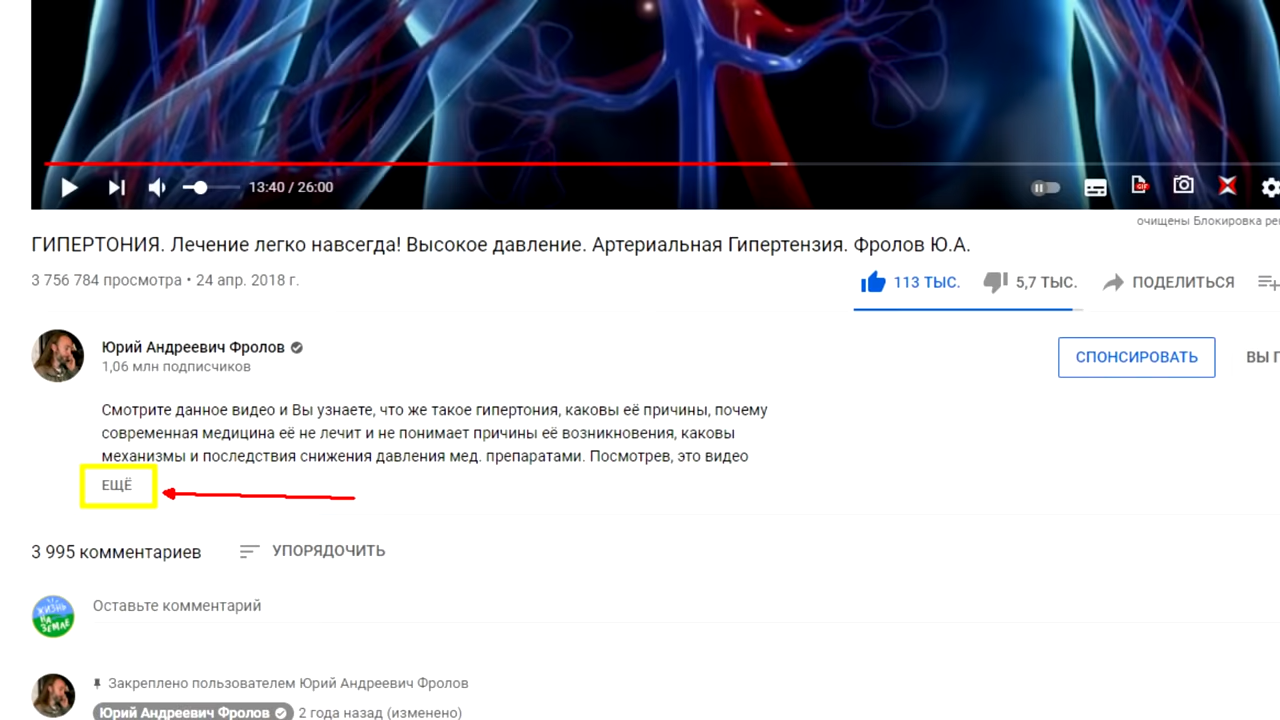 13:40 / 26:00
GIF
очищены Блокировка
ГИПЕРТОНИЯ. Лечение легко навсегда! Высокое давление. Артериальная Гипертензия. Фролов Ю.А.
3 756 784 просмотра • 24 апр. 2018 г.
113 ТЫС.
5,7 ТЫС.
ПОДЕЛИТЬСЯ
Юрий Андреевич Фролов
1,06 млн подписчиков
СПОНСИРОВАТЬ
ВЫ
Смотрите данное видео и Вы узнаете, что же такое гипертония, каковы её причины, почему
современная медицина её не лечит и не понимает причины её возникновения, каковы
механизмы и последствия снижения давления мед. препаратами. Посмотрев, это видео
ЕЩЁ
3 995 комментариев
УПОРЯДОЧИТЬ
ЖИЗНЬ
НА
ЗЕМЛЕ
Оставьте комментарий
Закреплено пользователем Юрий Андреевич Фролов
Юрий Андреевич Фролов 2 года назад (изменено)